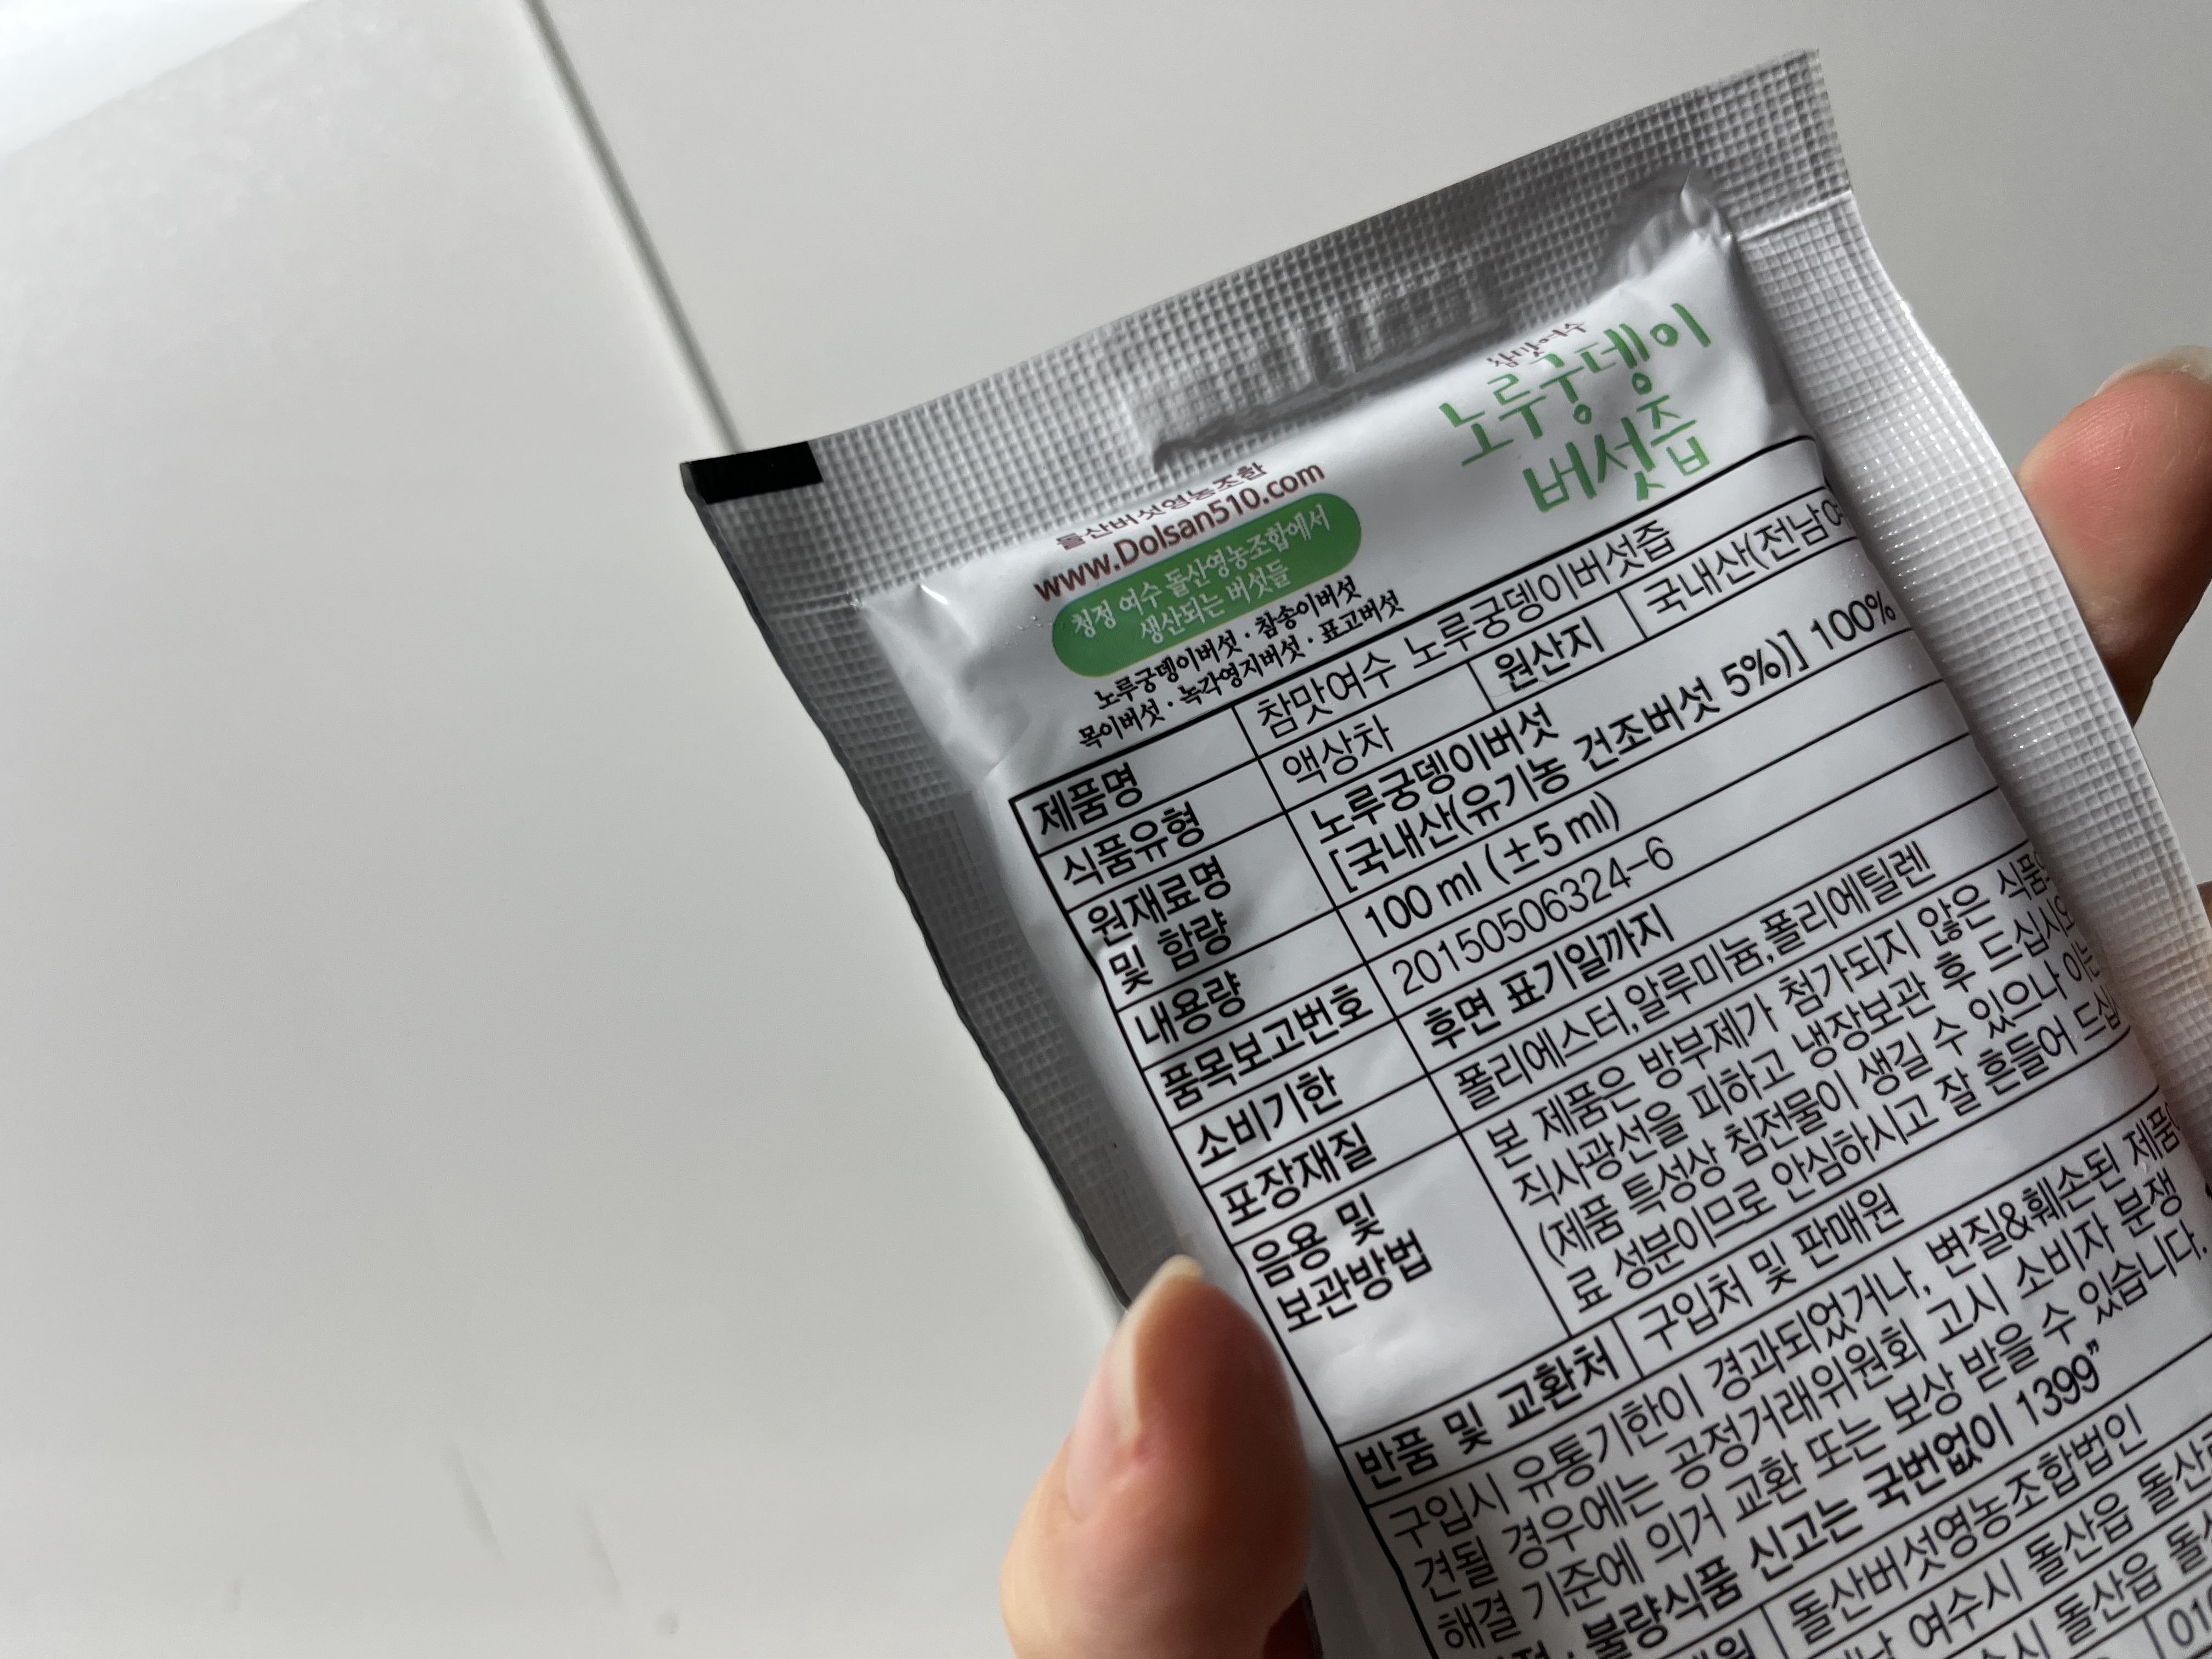 돌산버섯영농조합
www.Dolsan510.com
청정 여수 돌산영농조합에서
생산되는 버섯들
노루궁뎅이버섯 · 참송이버섯
목이버섯 · 녹각영지버섯 · 표고버섯
참맛여수
노루궁뎅이
버섯즙
제품명 참맛여수 노루궁뎅이버섯즙
식품유형 액상차 원산지 국내산(전남여
원재료명
및 함량
노루궁뎅이버섯
[국내산(유기농 건조버섯 5%)] 100%
내용량 100 ml (±5 ml)
품목보고번호 20150506324-6
소비기한 후면 표기일까지
포장재질 폴리에스터,알루미늄,폴리에틸렌
음용 및
보관방법
본 제품은 방부제가 첨가되지 않은 식품
직사광선을 피하고 냉장보관 후 드십시오
(제품 특성상 침전물이 생길 수 있으나 이는
료 성분이므로 안심하시고 잘 흔들어 드십
반품 및 교환처 구입처 및 판매원
구입시 유통기한이 경과되었거나, 변질&훼손된 제품
견될 경우에는 공정거래위원회 고시 소비자 분쟁
해결 기준에 의거 교환 또는 보상 받을 수 있습니다.
· 불량식품 신고는 국번없이 1399”
돌산버섯영농조합법인
여수시 돌산읍 돌산
돌산읍